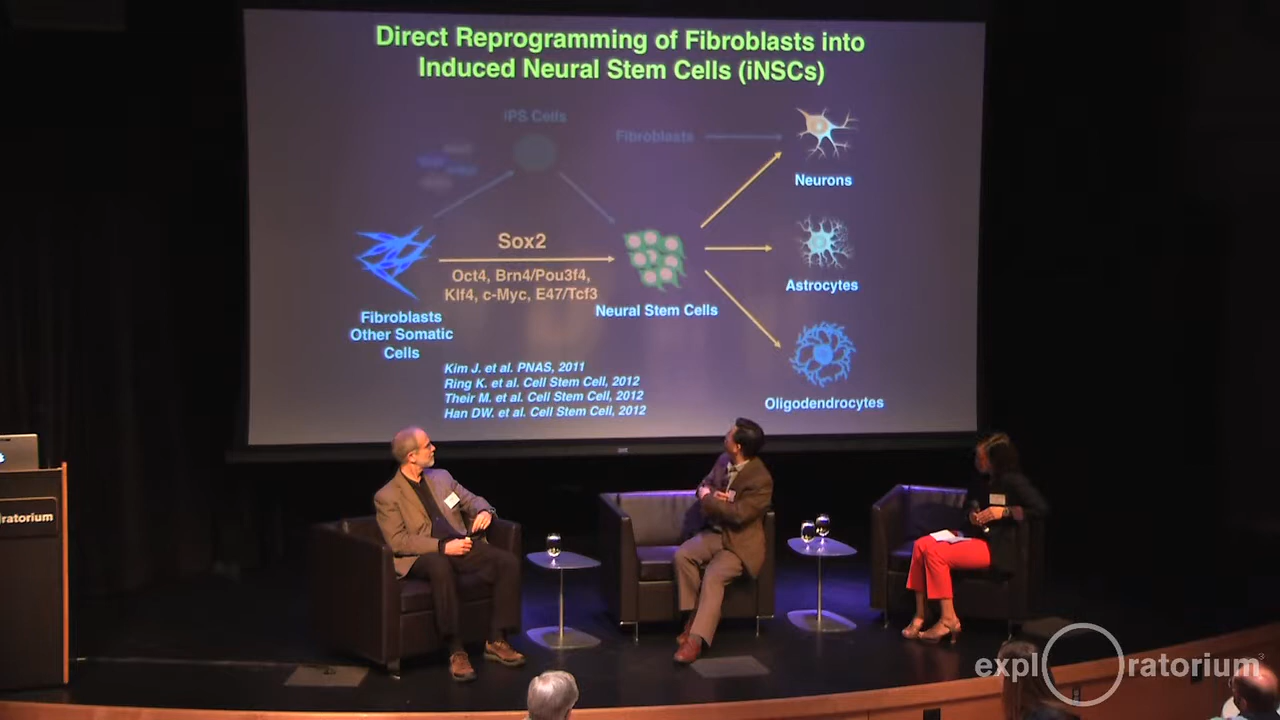 Direct Reprogramming of Fibroblasts into
Induced Neural Stem Cells (iNSCs)
iPS Cells
Fibroblasts
Neurons
Sox2
Oct4, Brn4/Pou3f4,
Klf4, c-Myc, E47/Tcf3
Astrocytes
Neural Stem Cells
Fibroblasts
Other Somatic
Cells
Kim J. et al. PNAS, 2011
Ring K. et al. Cell Stem Cell, 2012
Their M. et al. Cell Stem Cell, 2012
Han DW. et al. Cell Stem Cell, 2012
Oligodendrocytes
ratorium
expl ratorium